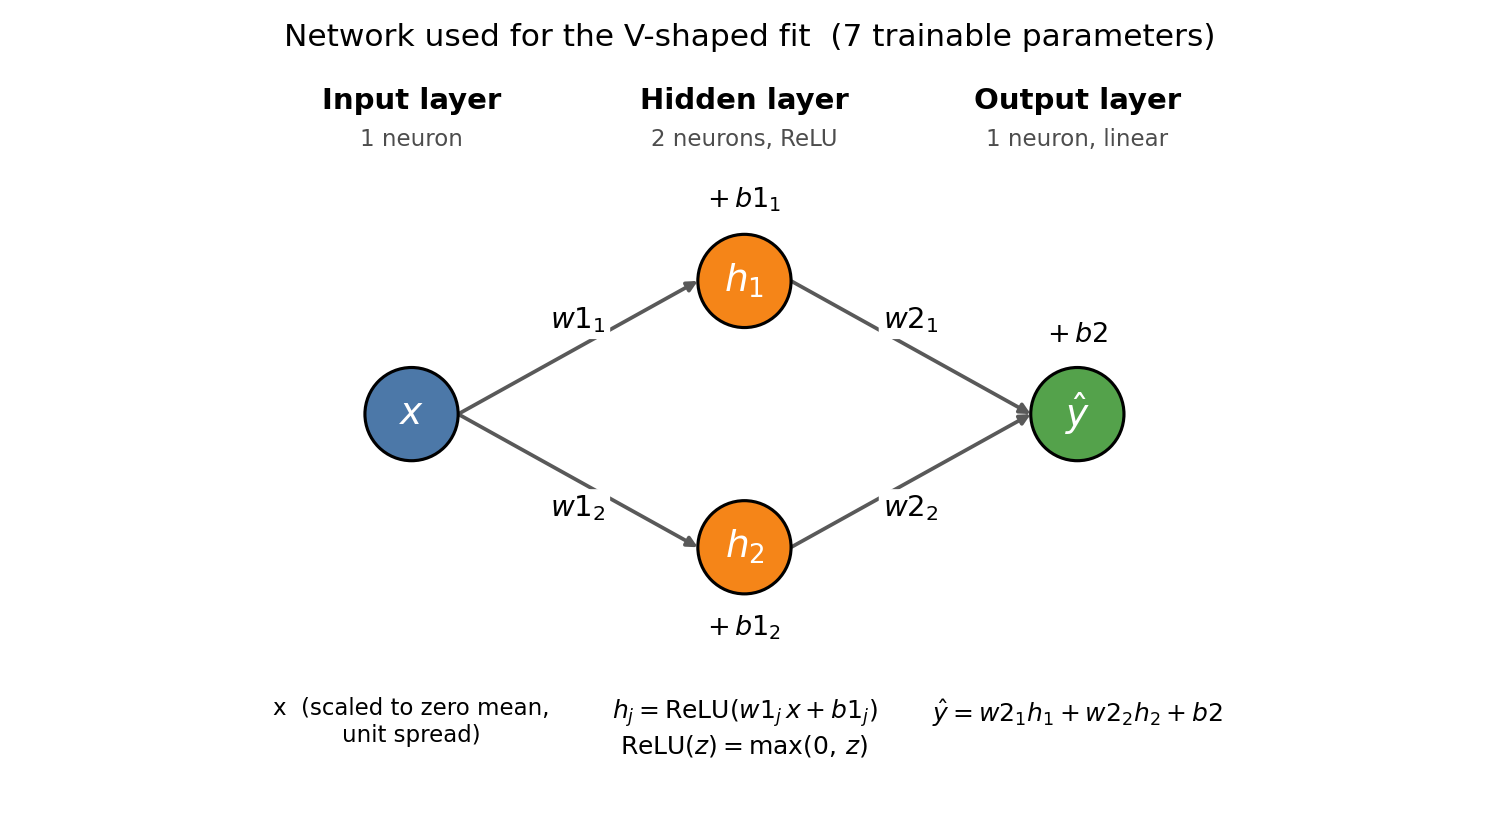 Network used for the V-shaped fit (7 trainable parameters)
Input layer
1 neuron
Hidden layer
2 neurons, ReLU
Output layer
1 neuron, linear
+ b1₁
h₁
w1₁
w2₁
+ b2
x
ŷ
w1₂
w2₂
h₂
+ b1₂
x (scaled to zero mean,
unit spread)
hⱼ = ReLU(w1ⱼ x + b1ⱼ)
ReLU(z) = max(0, z)
ŷ = w2₁h₁ + w2₂h₂ + b2